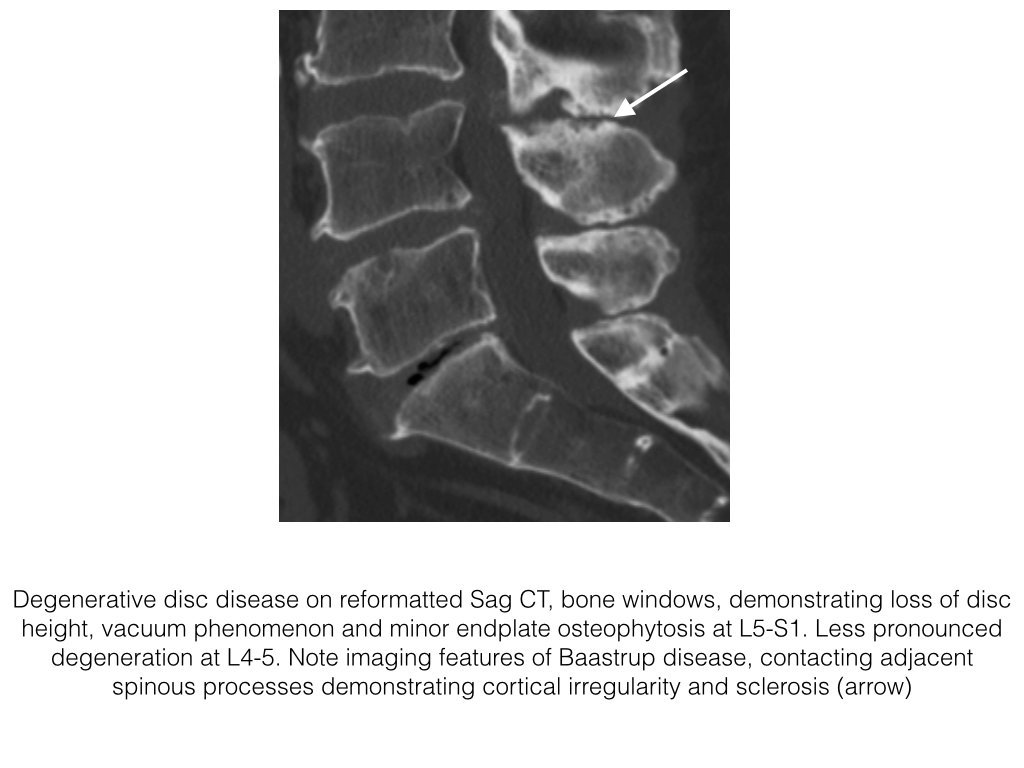 Degenerative disc disease on reformatted Sag CT, bone windows, demonstrating loss of disc
height, vacuum phenomenon and minor endplate osteophytosis at L5-S1. Less pronounced
degeneration at L4-5. Note imaging features of Baastrup disease, contacting adjacent
spinous processes demonstrating cortical irregularity and sclerosis (arrow)